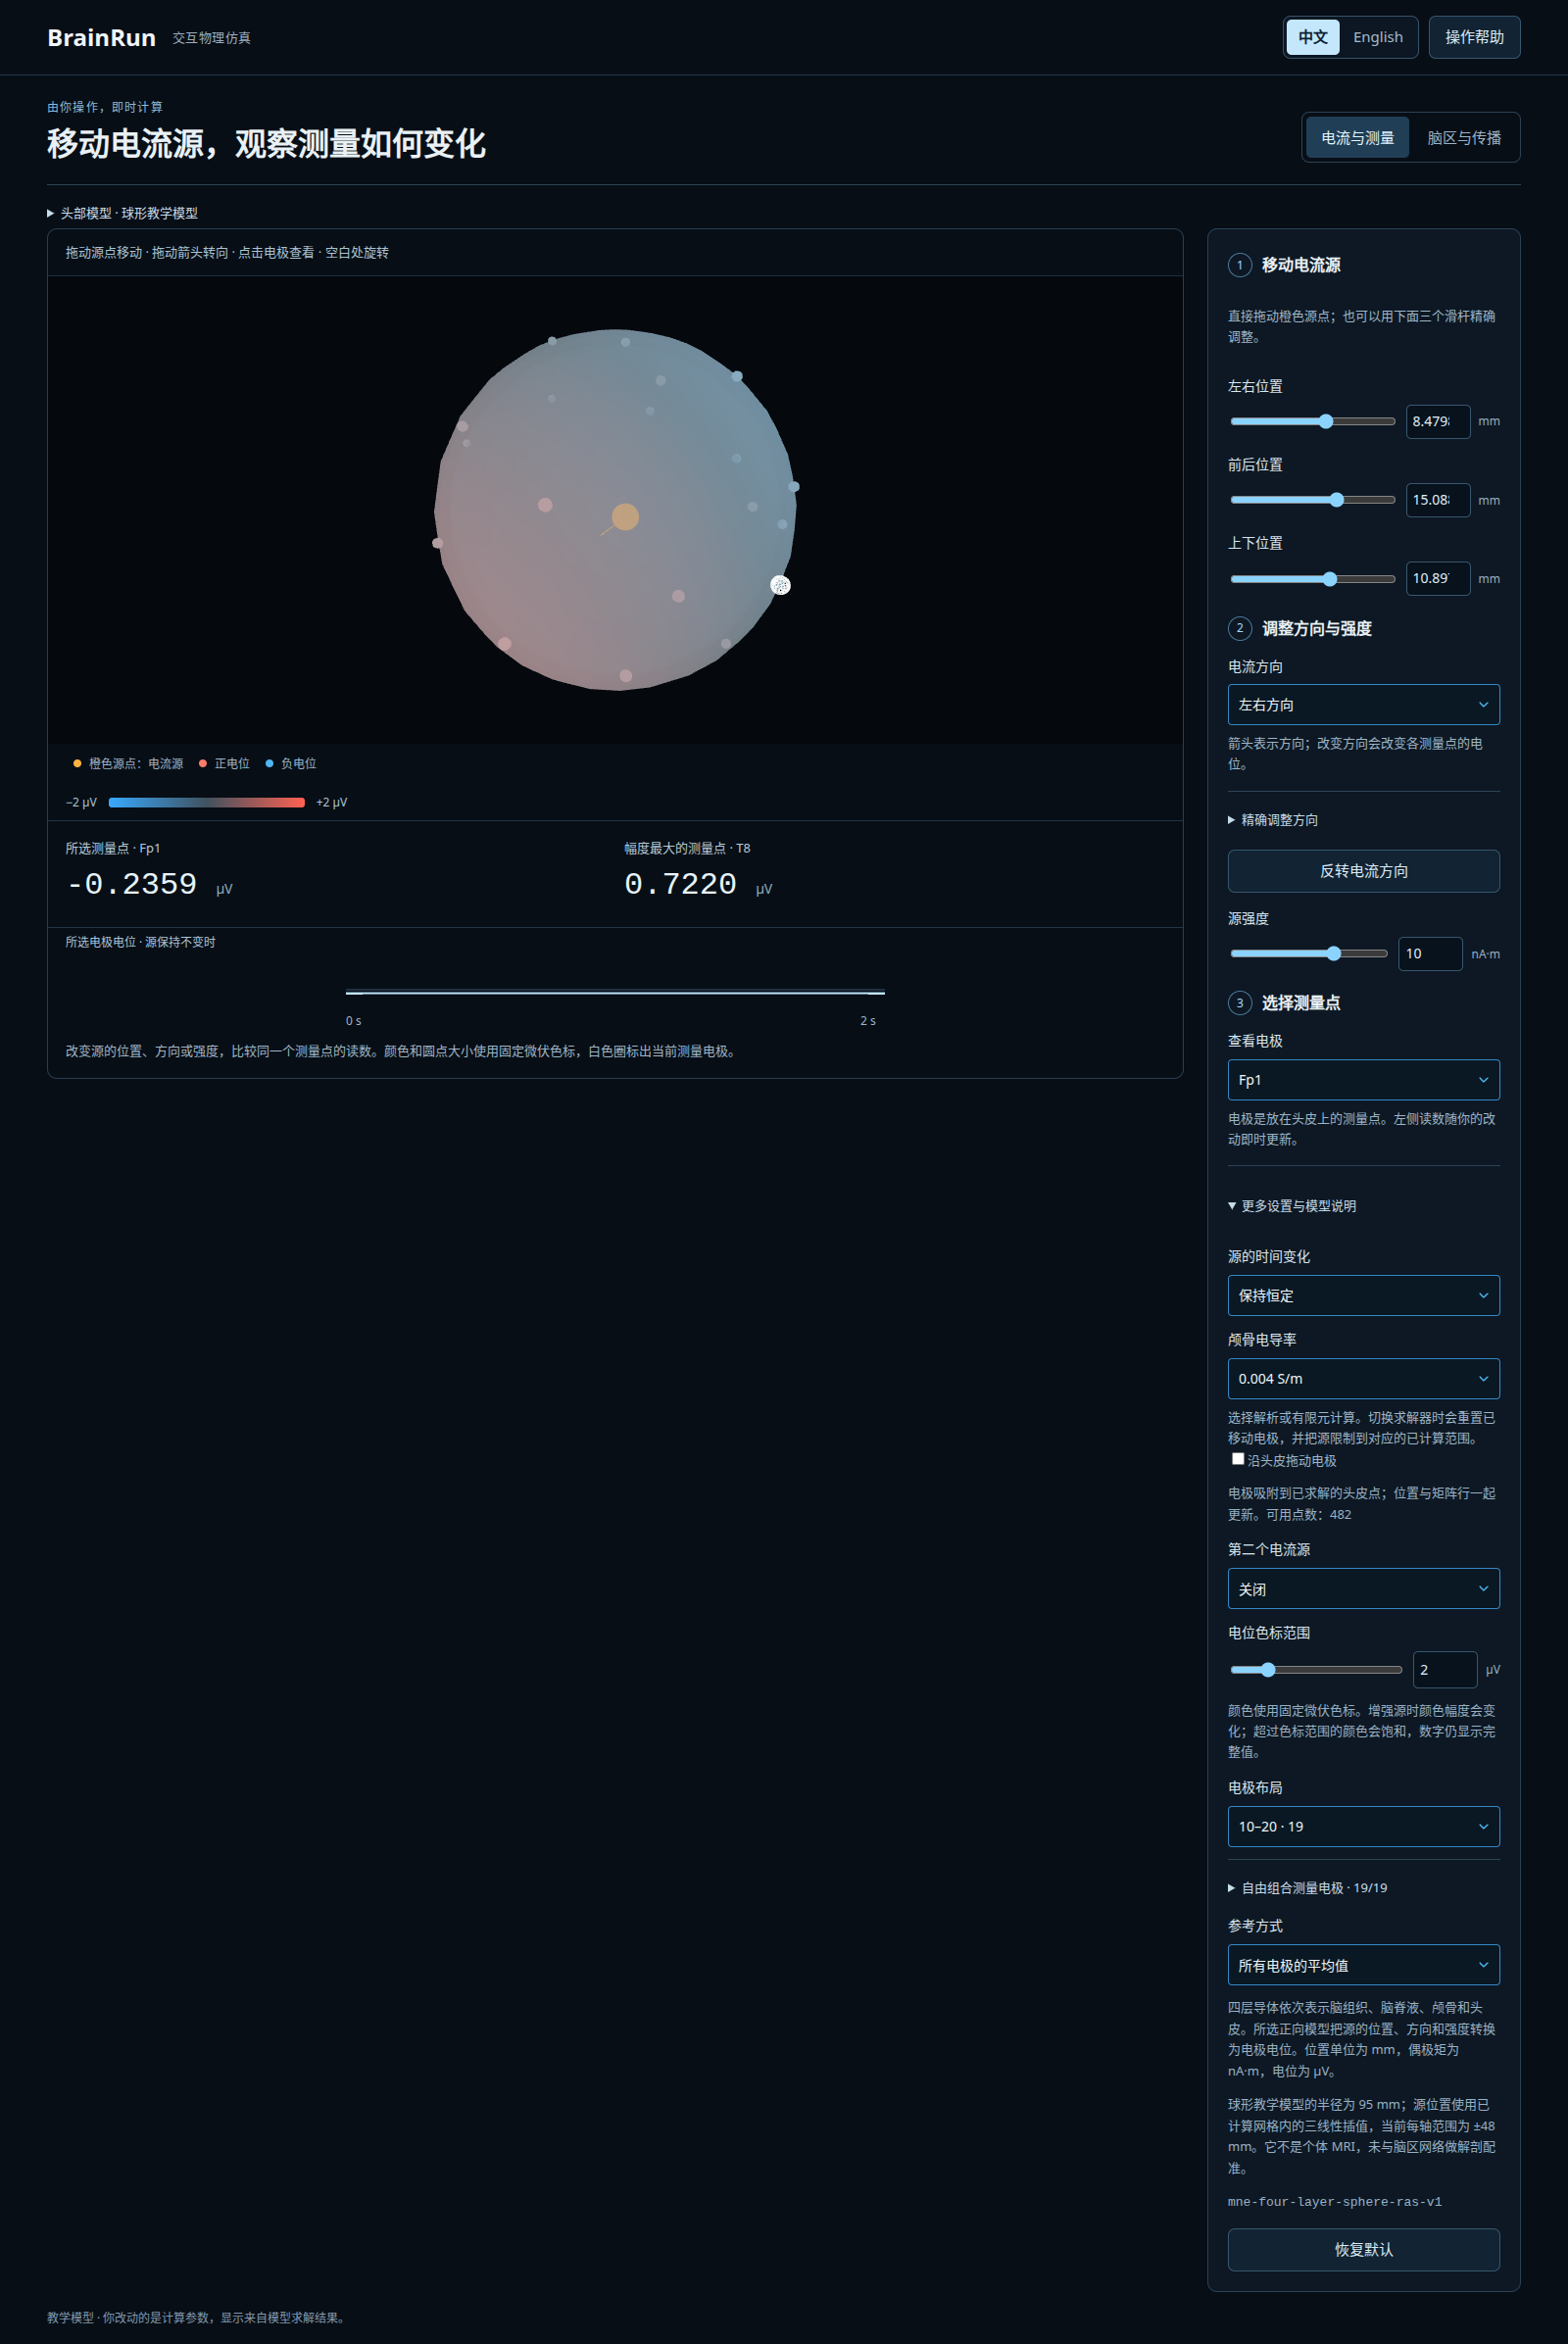 BrainRun 交互物理仿真
中文 English 操作帮助
由你操作，即时计算
移动电流源，观察测量如何变化
电流与测量 脑区与传播
头部模型 · 球形教学模型
拖动源点移动 · 拖动箭头转向 · 点击电极查看 · 空白处旋转
橙色源点：电流源 正电位 负电位
−2 µV +2 µV
所选测量点 · Fp1
-0.2359 µV
幅度最大的测量点 · T8
0.7220 µV
所选电极电位 · 源保持不变时
0 s 2 s
改变源的位置、方向或强度，比较同一个测量点的读数。颜色和圆点大小使用固定微伏色标，白色圈标出当前测量电极。
1 移动电流源
直接拖动橙色源点；也可以用下面三个滑杆精确
调整。
左右位置
8.479 mm
前后位置
15.08 mm
上下位置
10.89 mm
2 调整方向与强度
电流方向
左右方向
箭头表示方向；改变方向会改变各测量点的电
位。
精确调整方向
反转电流方向
源强度
10 nA·m
3 选择测量点
查看电极
Fp1
电极是放在头皮上的测量点。左侧读数随你的改
动即时更新。
更多设置与模型说明
源的时间变化
保持恒定
颅骨电导率
0.004 S/m
选择解析或有限元计算。切换求解器时会重置已
移动电极，并把源限制到对应的已计算范围。
沿头皮拖动电极
电极吸附到已求解的头皮点；位置与矩阵行一起
更新。可用点数：482
第二个电流源
关闭
电位色标范围
2 µV
颜色使用固定微伏色标。增强源时颜色幅度会变
化；超过色标范围的颜色会饱和，数字仍显示完
整值。
电极布局
10–20 · 19
自由组合测量电极 · 19/19
参考方式
所有电极的平均值
四层导体依次表示脑组织、脑脊液、颅骨和头
皮。所选正向模型把源的位置、方向和强度转换
为电极电位。位置单位为 mm，偶极矩为
nA·m，电位为 µV。
球形教学模型的半径为 95 mm；源位置使用已
计算网格内的三线性插值，当前每轴范围为 ±48
mm。它不是个体 MRI，未与脑区网络做解剖配
准。
mne-four-layer-sphere-ras-v1
恢复默认
教学模型 · 你改动的是计算参数，显示来自模型求解结果。